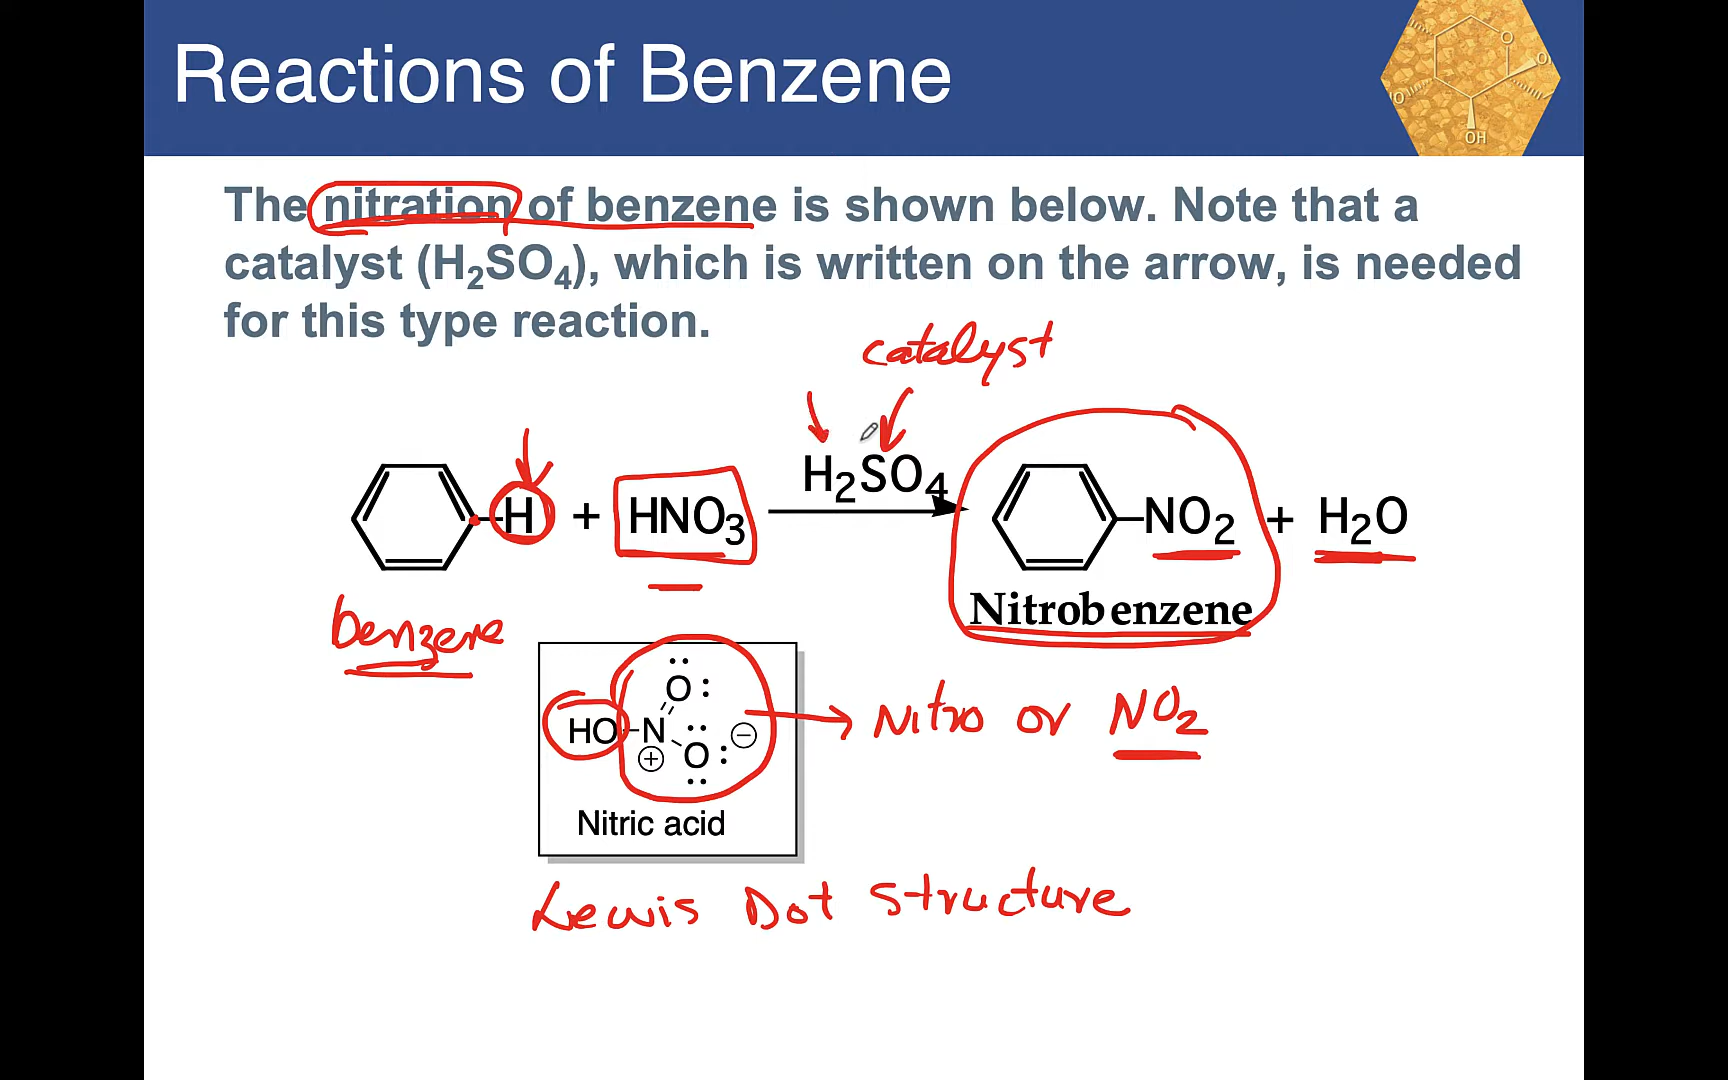 Reactions of Benzene
O
O
O
OH
The nitration of benzene is shown below. Note that a
catalyst (H₂SO₄), which is written on the arrow, is needed
for this type reaction.
catalyst
H₂SO₄
H + HNO₃
NO₂ + H₂O
Nitrobenzene
benzene
O
HO N
+ O −
Nitric acid
Nitro or NO₂
Lewis Dot Structure